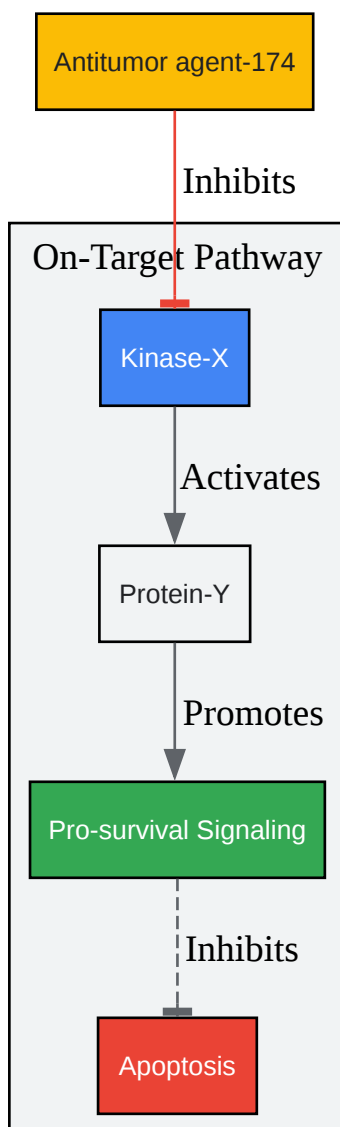 Antitumor agent-174
Inhibits
On-Target Pathway
Kinase-X
Activates
Protein-Y
Promotes
Pro-survival Signaling
Inhibits
Apoptosis